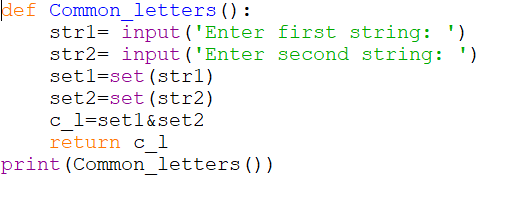 def Common_letters():
    str1= input('Enter first string: ')
    str2= input('Enter second string: ')
    set1=set(str1)
    set2=set(str2)
    c_l=set1&set2
    return c_l
print(Common_letters())